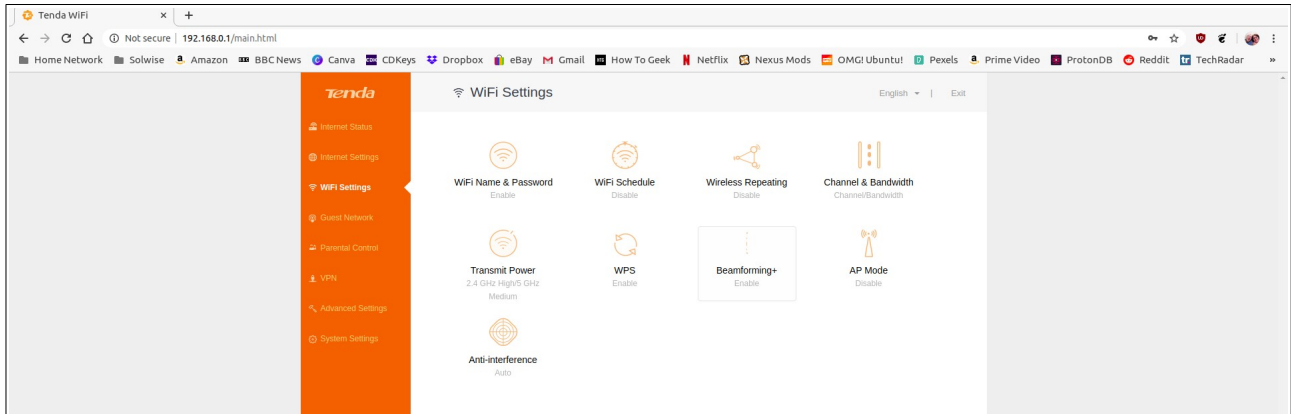 Tenda WiFi
Not secure | 192.168.0.1/main.html
Home Network Solwise Amazon BBC News Canva CDKeys Dropbox eBay Gmail How To Geek Netflix Nexus Mods OMG! Ubuntu! Pexels Prime Video ProtonDB Reddit TechRadar »
Tenda
WiFi Settings
English | Exit
Internet Status
Internet Settings
WiFi Settings
Guest Network
Parental Control
VPN
Advanced Settings
System Settings
WiFi Name & Password WiFi Schedule Wireless Repeating Channel & Bandwidth
Enable Disable Disable Channel/Bandwidth
Transmit Power WPS Beamforming+ AP Mode
2.4 GHz High/5 GHz Enable Enable Disable
Medium
Anti-interference
Auto